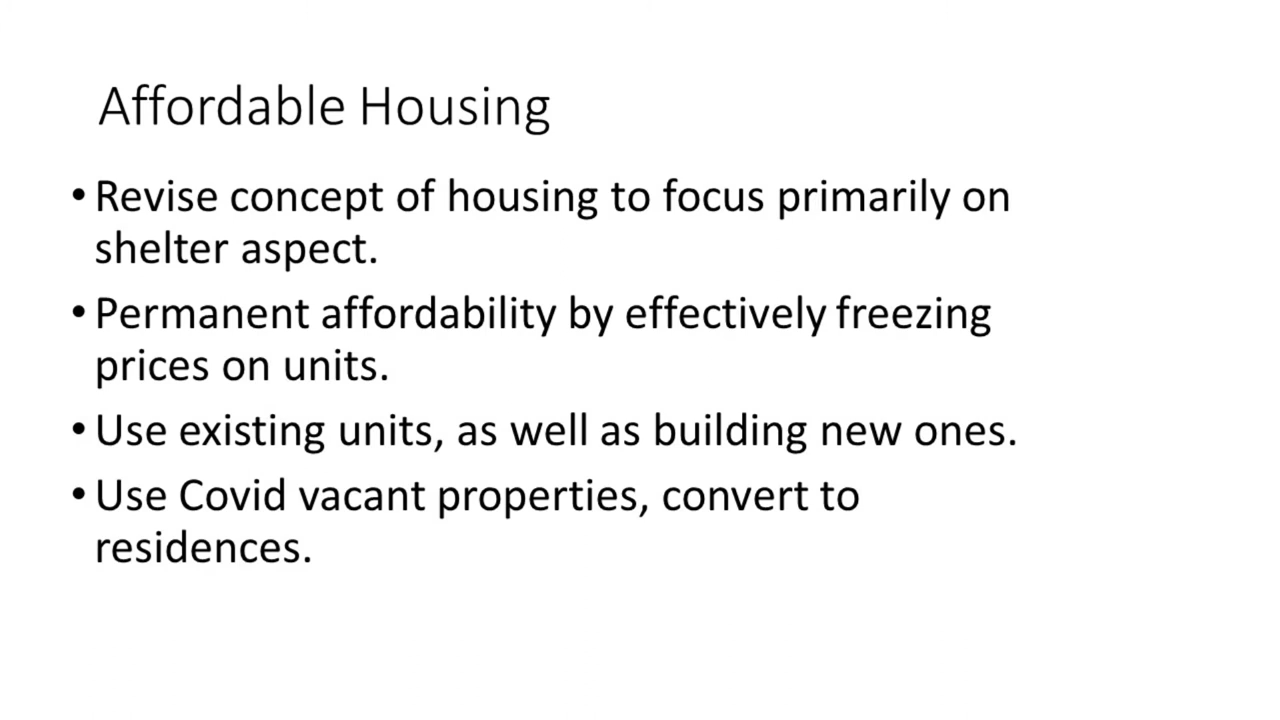 Affordable Housing
• Revise concept of housing to focus primarily on
shelter aspect.
• Permanent affordability by effectively freezing
prices on units.
• Use existing units, as well as building new ones.
• Use Covid vacant properties, convert to
residences.